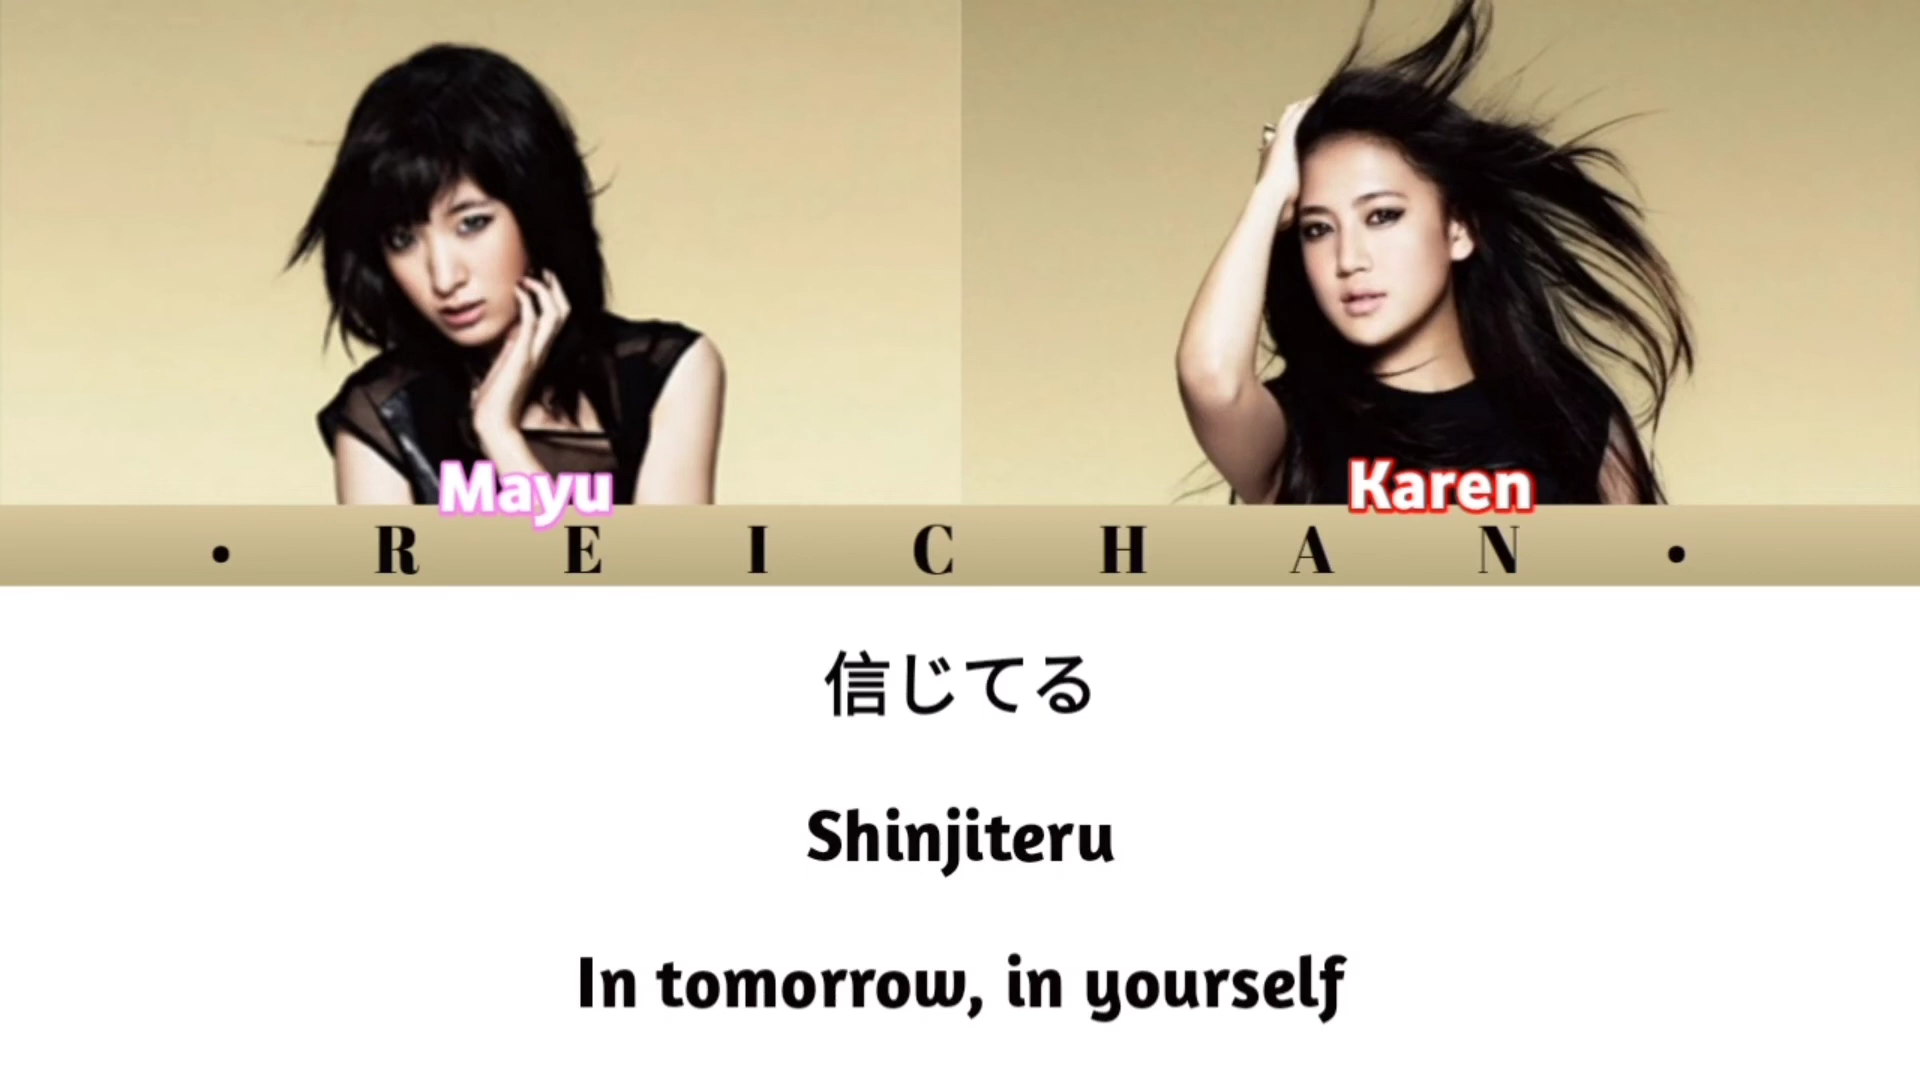 Mayu
Karen
• R E I C H A N •
信じてる
Shinjiteru
In tomorrow, in yourself